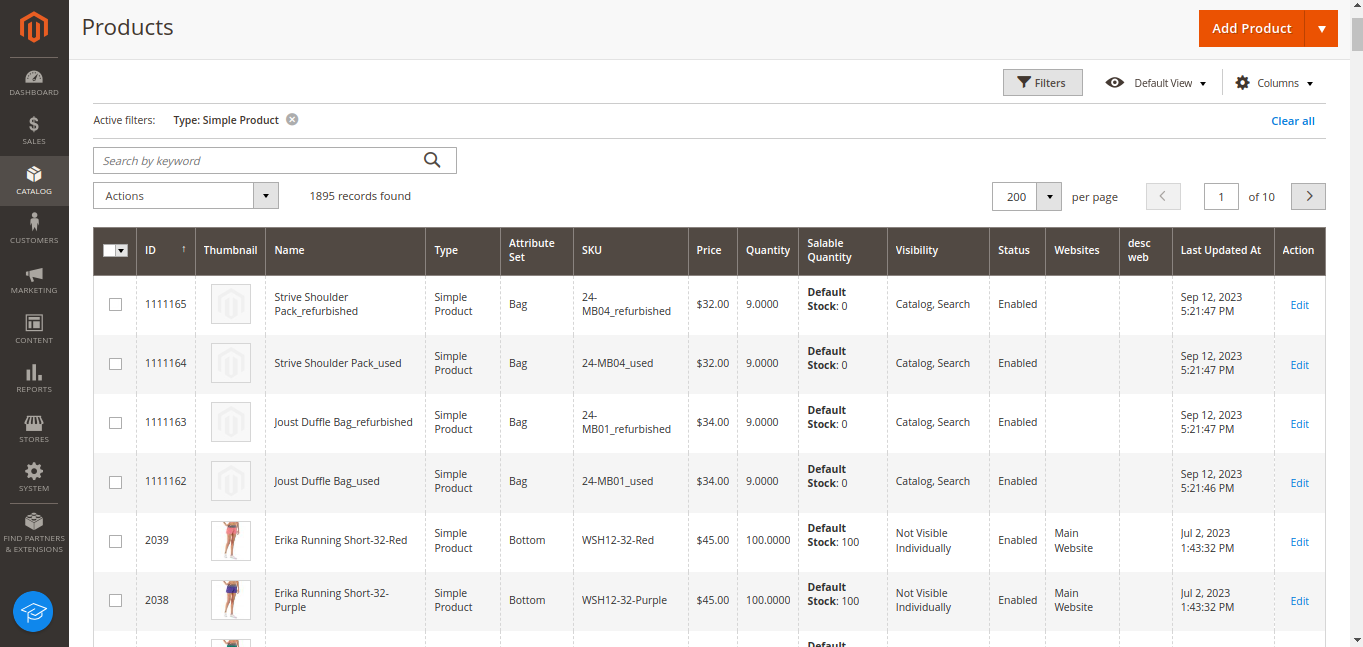 Products
Add Product
DASHBOARD
SALES
CATALOG
CUSTOMERS
MARKETING
CONTENT
REPORTS
STORES
SYSTEM
FIND PARTNERS
& EXTENSIONS
Filters
Default View
Columns
Active filters:
Type: Simple Product
Clear all
Search by keyword
Actions
1895 records found
200
per page
1
of 10
ID
Thumbnail
Name
Type
Attribute
Set
SKU
Price
Quantity
Salable
Quantity
Visibility
Status
Websites
desc
web
Last Updated At
Action
1111165
Strive Shoulder
Pack_refurbished
Simple
Product
Bag
24-
MB04_refurbished
$32.00
9.0000
Default
Stock: 0
Catalog, Search
Enabled
Sep 12, 2023
5:21:47 PM
Edit
1111164
Strive Shoulder Pack_used
Simple
Product
Bag
24-MB04_used
$32.00
9.0000
Default
Stock: 0
Catalog, Search
Enabled
Sep 12, 2023
5:21:47 PM
Edit
1111163
Joust Duffle Bag_refurbished
Simple
Product
Bag
24-
MB01_refurbished
$34.00
9.0000
Default
Stock: 0
Catalog, Search
Enabled
Sep 12, 2023
5:21:47 PM
Edit
1111162
Joust Duffle Bag_used
Simple
Product
Bag
24-MB01_used
$34.00
9.0000
Default
Stock: 0
Catalog, Search
Enabled
Sep 12, 2023
5:21:46 PM
Edit
2039
Erika Running Short-32-Red
Simple
Product
Bottom
WSH12-32-Red
$45.00
100.0000
Default
Stock: 100
Not Visible
Individually
Enabled
Main
Website
Jul 2, 2023
1:43:32 PM
Edit
2038
Erika Running Short-32-
Purple
Simple
Product
Bottom
WSH12-32-Purple
$45.00
100.0000
Default
Stock: 100
Not Visible
Individually
Enabled
Main
Website
Jul 2, 2023
1:43:32 PM
Edit
Default